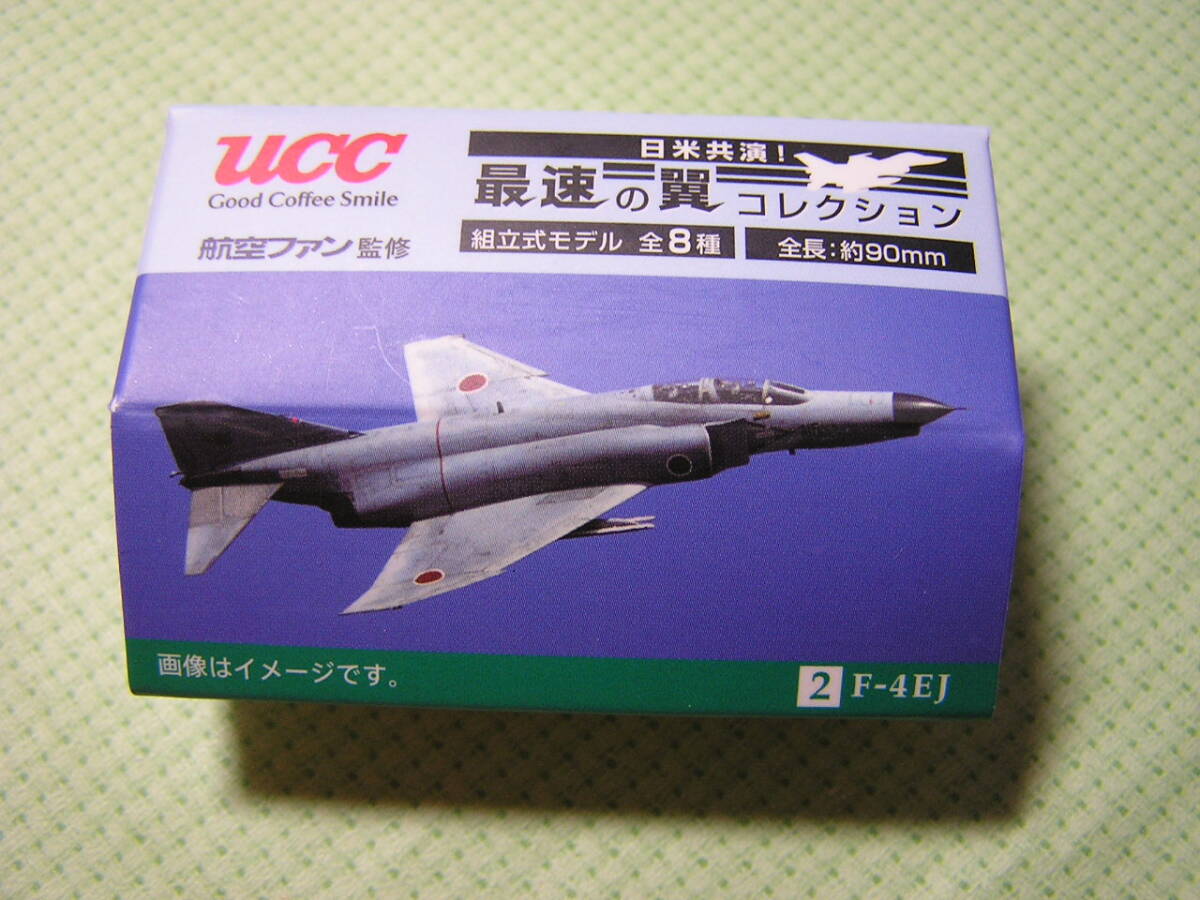 UCC
Good Coffee Smile
航空ファン 監修
日米共演!
最速の翼 コレクション
組立式モデル 全8種
全長:約90mm
画像はイメージです。
2 F-4EJ